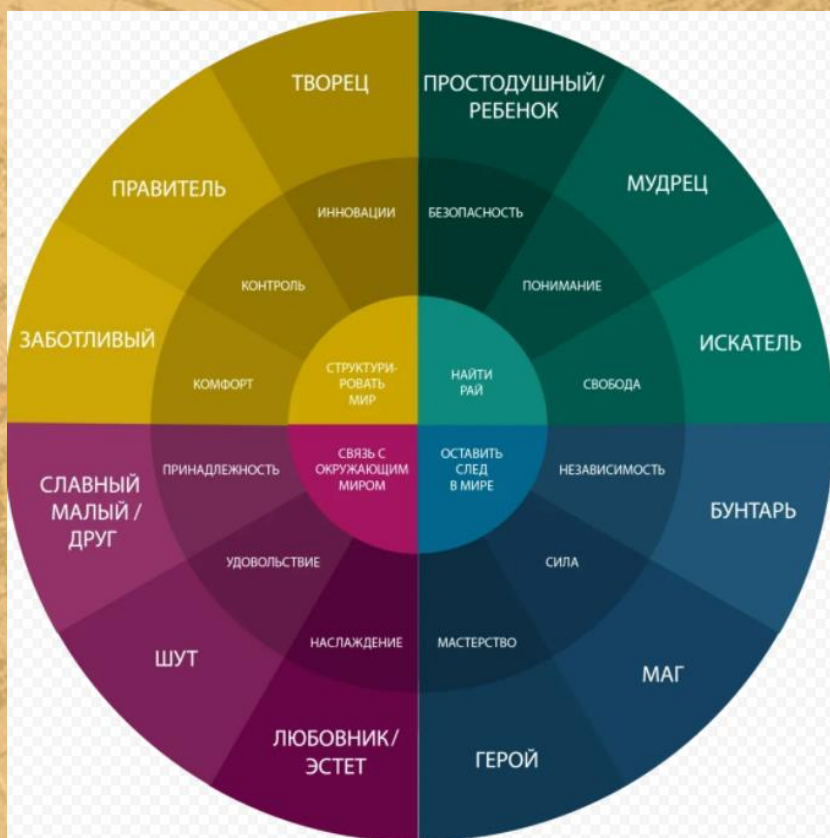 ТВОРЕЦ
ПРОСТОДУШНЫЙ/
РЕБЕНОК
ПРАВИТЕЛЬ
МУДРЕЦ
ИННОВАЦИИ
БЕЗОПАСНОСТЬ
КОНТРОЛЬ
ПОНИМАНИЕ
ЗАБОТЛИВЫЙ
ИСКАТЕЛЬ
КОМФОРТ
СТРУКТУРИ-
РОВАТЬ
МИР
НАЙТИ
РАЙ
СВОБОДА
СЛАВНЫЙ
МАЛЫЙ /
ДРУГ
ПРИНАДЛЕЖНОСТЬ
СВЯЗЬ С
ОКРУЖАЮЩИМ
МИРОМ
ОСТАВИТЬ
СЛЕД
В МИРЕ
НЕЗАВИСИМОСТЬ
БУНТАРЬ
УДОВОЛЬСТВИЕ
СИЛА
ШУТ
НАСЛАЖДЕНИЕ
МАСТЕРСТВО
МАГ
ЛЮБОВНИК/
ЭСТЕТ
ГЕРОЙ